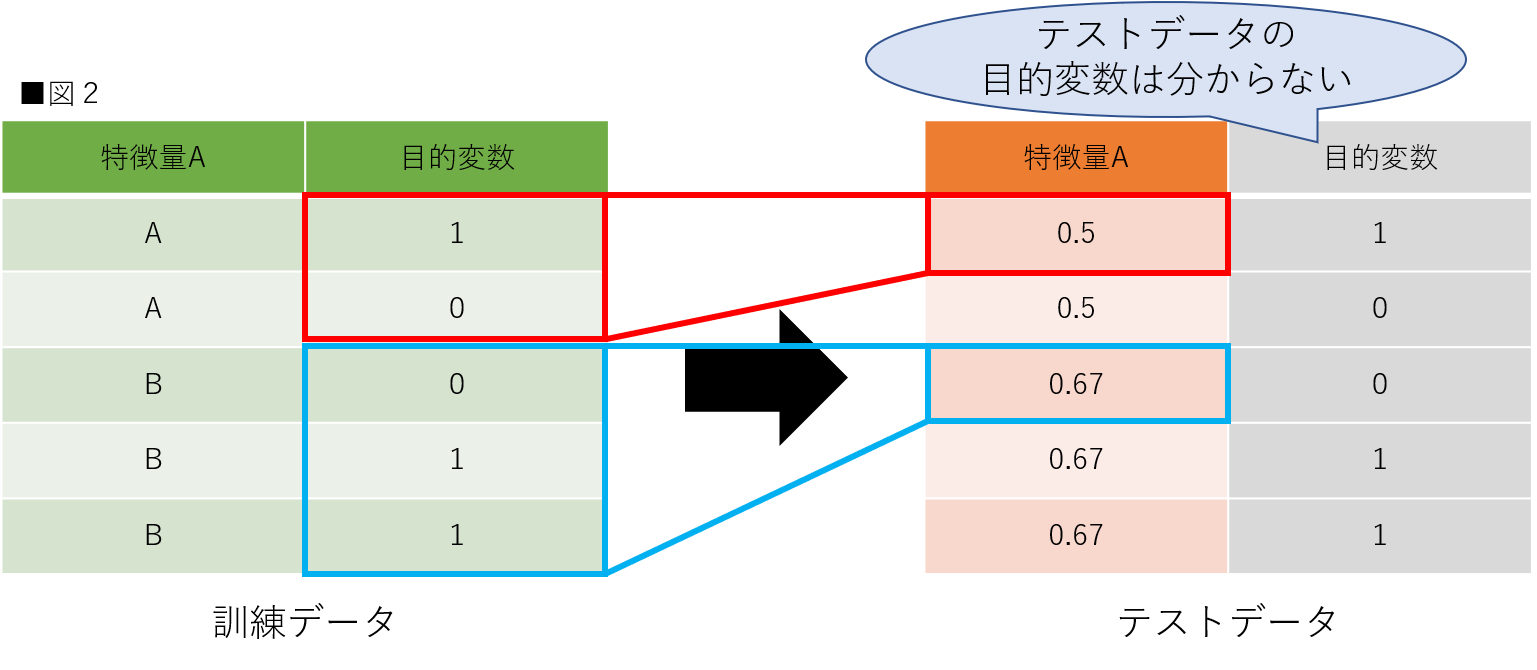 テストデータの
目的変数は分からない
■図２
特徴量A 目的変数 特徴量A 目的変数
A 1 0.5 1
A 0 0.5 0
B 0 0.67 0
B 1 0.67 1
B 1 0.67 1
訓練データ テストデータ